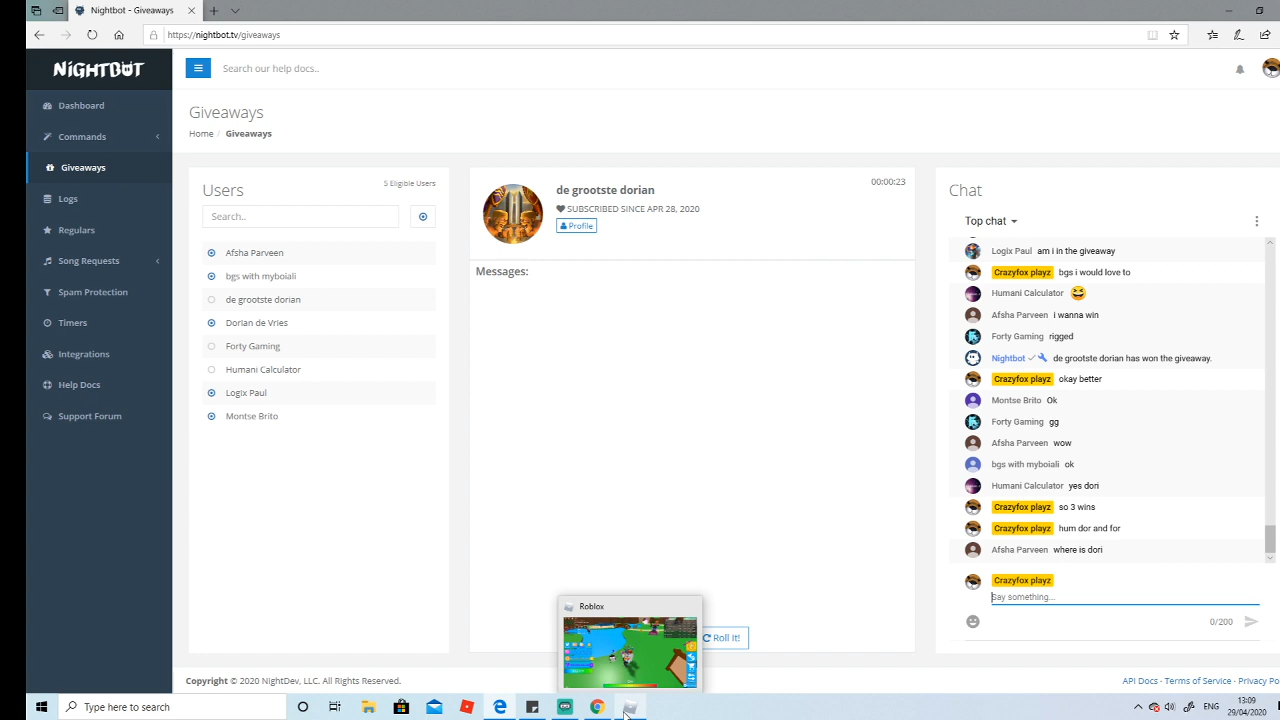 Nightbot - Giveaways
https://nightbot.tv/giveaways
NIGHTBOT
Search our help docs..
Dashboard
Commands
Giveaways
Logs
Regulars
Song Requests
Spam Protection
Timers
Integrations
Help Docs
Support Forum
Giveaways
Home / Giveaways
Users
5 Eligible Users
Search..
Afsha Parveen
bgs with myboiali
de grootste dorian
Dorian de Vries
Forty Gaming
Humani Calculator
Logix Paul
Montse Brito
de grootste dorian
00:00:23
SUBSCRIBED SINCE APR 28, 2020
Profile
Messages:
Roll It!
Chat
Top chat
Logix Paul am i in the giveaway
Crazyfox playz bgs i would love to
Humani Calculator
Afsha Parveen i wanna win
Forty Gaming rigged
Nightbot de grootste dorian has won the giveaway.
Crazyfox playz okay better
Montse Brito Ok
Forty Gaming gg
Afsha Parveen wow
bgs with myboiali ok
Humani Calculator yes dori
Crazyfox playz so 3 wins
Crazyfox playz hum dor and for
Afsha Parveen where is dori
Crazyfox playz
Say something...
0/200
Roblox
Copyright © 2020 NightDev, LLC. All Rights Reserved.
API Docs - Terms of Service - Privacy Po
Type here to search
ENG
13:09
29/04/2020